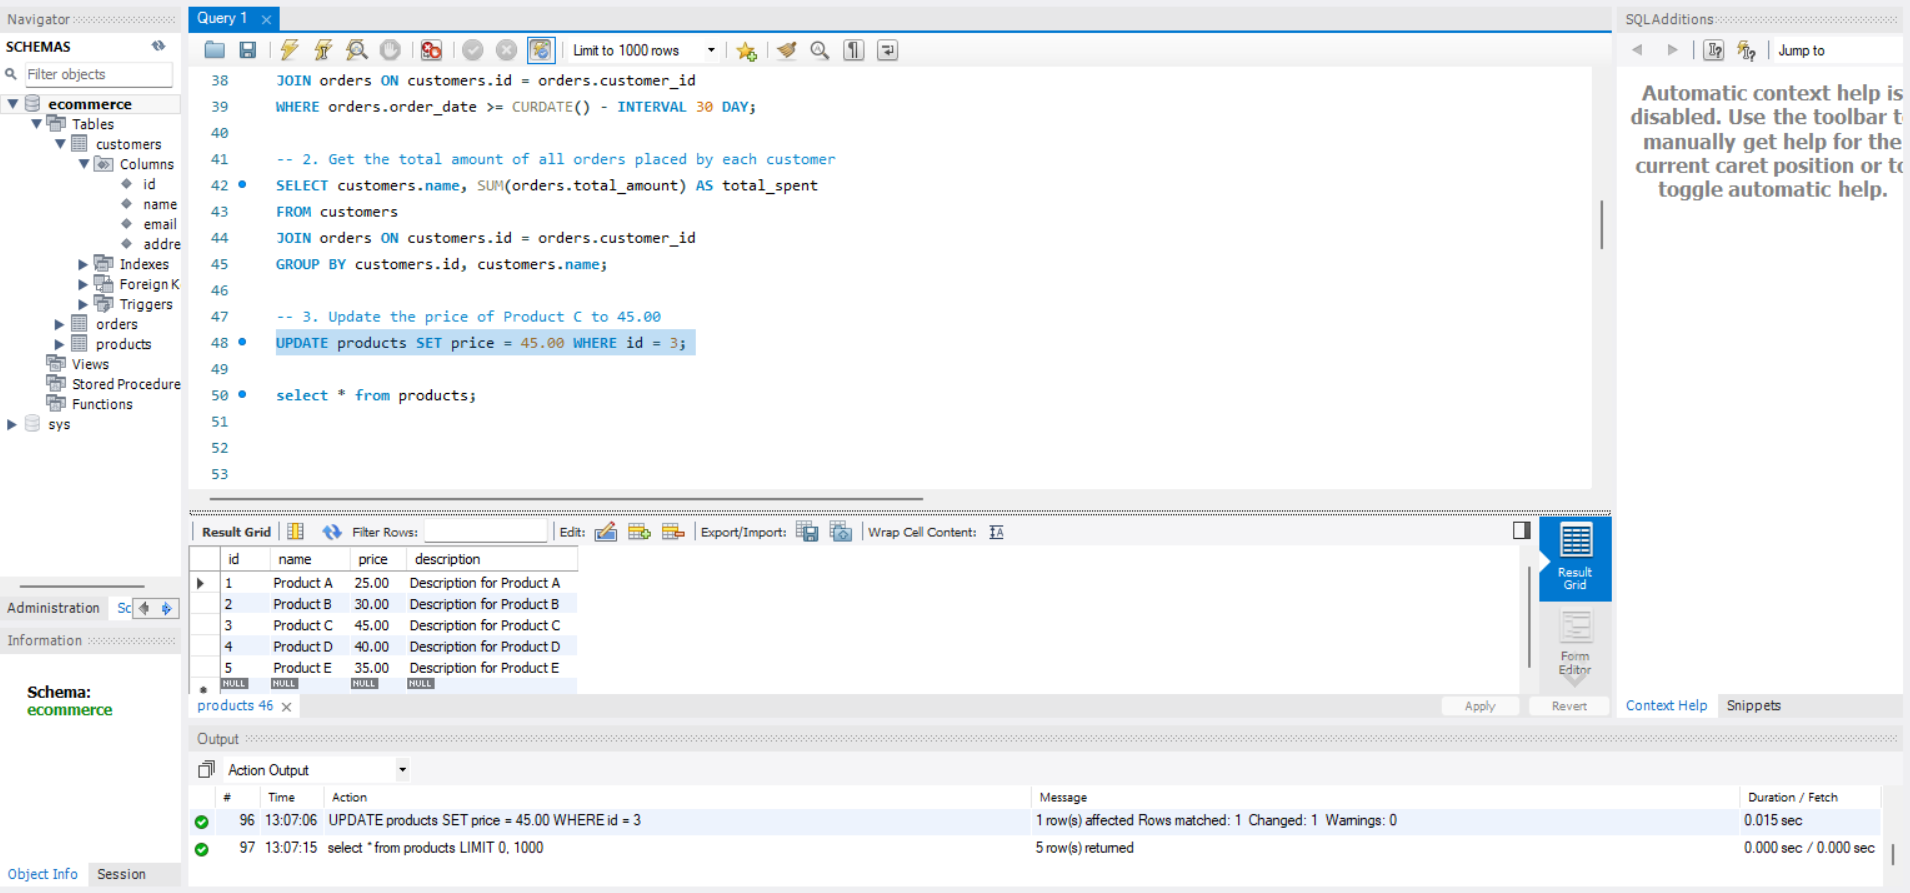 Navigator
SCHEMAS
Filter objects
ecommerce
Tables
customers
Columns
id
name
email
addre
Indexes
Foreign K
Triggers
orders
products
Views
Stored Procedure
Functions
sys
Administration Sc
Information
Schema:
ecommerce
Object Info Session
Query 1
Limit to 1000 rows
38 JOIN orders ON customers.id = orders.customer_id
39 WHERE orders.order_date >= CURDATE() - INTERVAL 30 DAY;
40
41 -- 2. Get the total amount of all orders placed by each customer
42 SELECT customers.name, SUM(orders.total_amount) AS total_spent
43 FROM customers
44 JOIN orders ON customers.id = orders.customer_id
45 GROUP BY customers.id, customers.name;
46
47 -- 3. Update the price of Product C to 45.00
48 UPDATE products SET price = 45.00 WHERE id = 3;
49
50 select * from products;
51
52
53
Result Grid Filter Rows: Edit: Export/Import: Wrap Cell Content:
id name price description
1 Product A 25.00 Description for Product A
2 Product B 30.00 Description for Product B
3 Product C 45.00 Description for Product C
4 Product D 40.00 Description for Product D
5 Product E 35.00 Description for Product E
NULL NULL NULL NULL
Result
Grid
Form
Editor
products 46 Apply Revert
Output
Action Output
# Time Action Message Duration / Fetch
96 13:07:06 UPDATE products SET price = 45.00 WHERE id = 3 1 row(s) affected Rows matched: 1 Changed: 1 Warnings: 0 0.015 sec
97 13:07:15 select * from products LIMIT 0, 1000 5 row(s) returned 0.000 sec / 0.000 sec
SQLAdditions
Jump to
Automatic context help is
disabled. Use the toolbar t
manually get help for the
current caret position or to
toggle automatic help.
Context Help Snippets